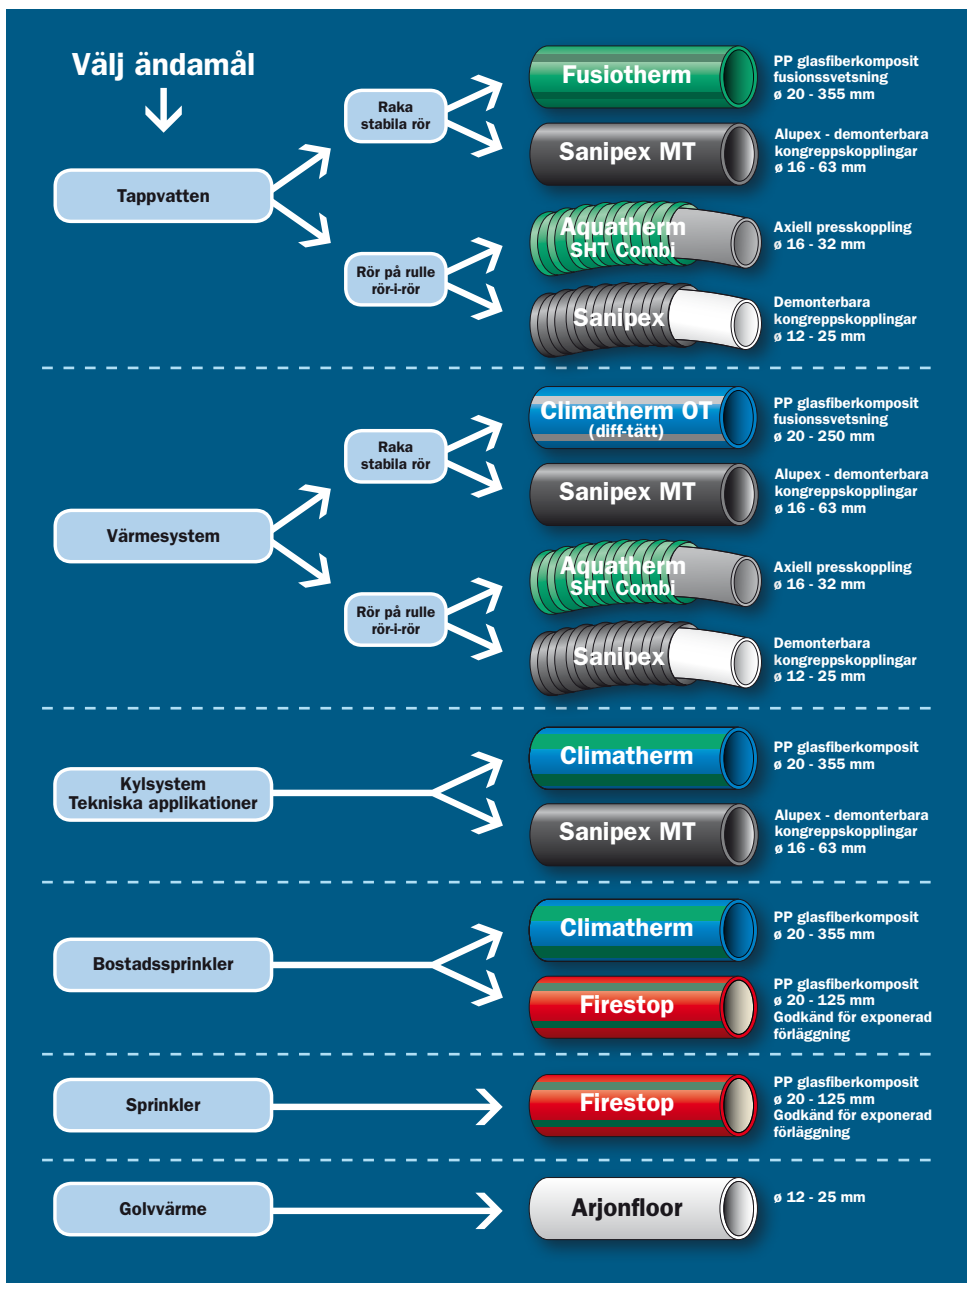 Välj ändamål
Tappvatten
Raka
stabila rör
Fusiotherm
PP glasfiberkomposit
fusionssvetsning
ø 20 - 355 mm
Sanipex MT
Alupex - demonterbara
kongreppskopplingar
ø 16 - 63 mm
Rör på rulle
rör-i-rör
Aquatherm
SHT Combi
Axiell presskoppling
ø 16 - 32 mm
Sanipex
Demonterbara
kongreppskopplingar
ø 12 - 25 mm
Värmesystem
Raka
stabila rör
Climatherm OT
(diff-tätt)
PP glasfiberkomposit
fusionssvetsning
ø 20 - 250 mm
Sanipex MT
Alupex - demonterbara
kongreppskopplingar
ø 16 - 63 mm
Rör på rulle
rör-i-rör
Aquatherm
SHT Combi
Axiell presskoppling
ø 16 - 32 mm
Sanipex
Demonterbara
kongreppskopplingar
ø 12 - 25 mm
Kylsystem
Tekniska applikationer
Climatherm
PP glasfiberkomposit
ø 20 - 355 mm
Sanipex MT
Alupex - demonterbara
kongreppskopplingar
ø 16 - 63 mm
Bostadssprinkler
Climatherm
PP glasfiberkomposit
ø 20 - 355 mm
Firestop
PP glasfiberkomposit
ø 20 - 125 mm
Godkänd för exponerad
förläggning
Sprinkler
Firestop
PP glasfiberkomposit
ø 20 - 125 mm
Godkänd för exponerad
förläggning
Golvvärme
Arjonfloor
ø 12 - 25 mm